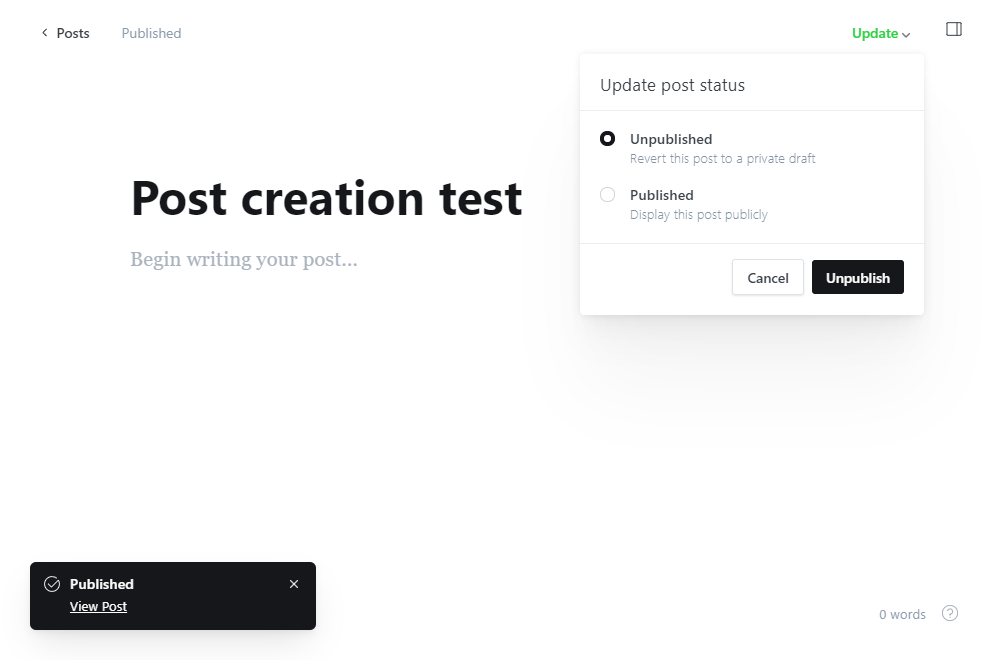 Posts
Published
Update
Update post status
Unpublished
Revert this post to a private draft
Published
Display this post publicly
Cancel
Unpublish
Post creation test
Begin writing your post...
Published
View Post
0 words
?